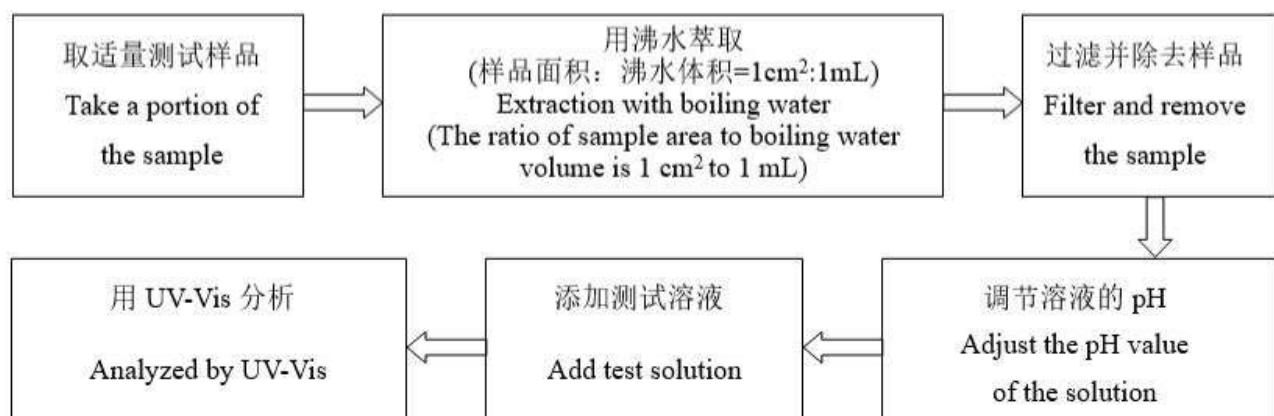 取适量测试样品
Take a portion of
the sample
用沸水萃取
(样品面积：沸水体积=1cm²:1mL)
Extraction with boiling water
(The ratio of sample area to boiling water
volume is 1 cm² to 1 mL)
过滤并除去样品
Filter and remove
the sample
调节溶液的 pH
Adjust the pH value
of the solution
添加测试溶液
Add test solution
用 UV-Vis 分析
Analyzed by UV-Vis